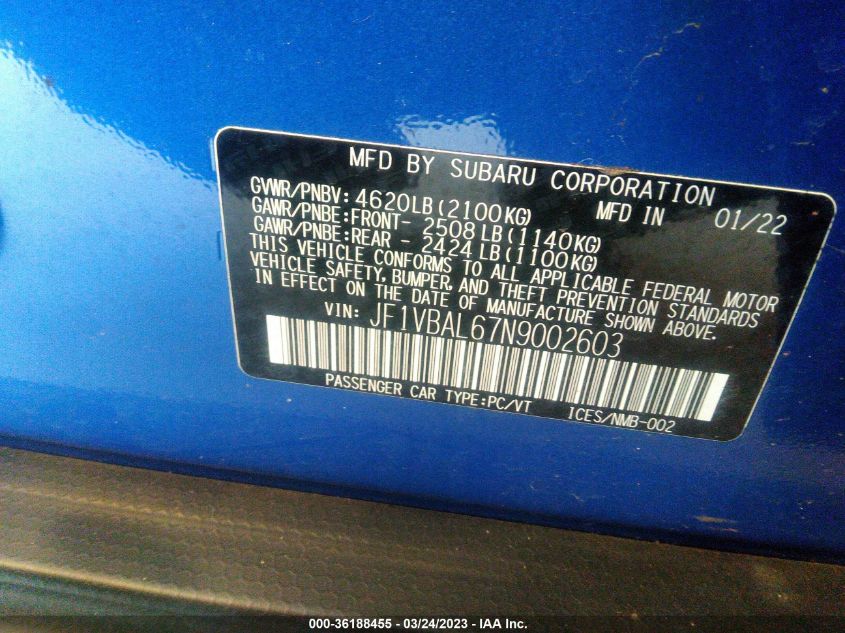 MFD BY SUBARU CORPORATION
GVWR/PNBV: 4620LB(2100KG) MFD IN 01/22
GAWR/PNBE:FRONT- 2508LB(1140KG)
GAWR/PNBE:REAR - 2424LB(1100KG)
THIS VEHICLE CONFORMS TO ALL APPLICABLE FEDERAL MOTOR
VEHICLE SAFETY, BUMPER, AND THEFT PREVENTION STANDARDS
IN EFFECT ON THE DATE OF MANUFACTURE SHOWN ABOVE.
VIN: JF1VBAL67N9002603
PASSENGER CAR TYPE:PC/VT ICES/NMB-002
000-36188455 - 03/24/2023 - IAA Inc.